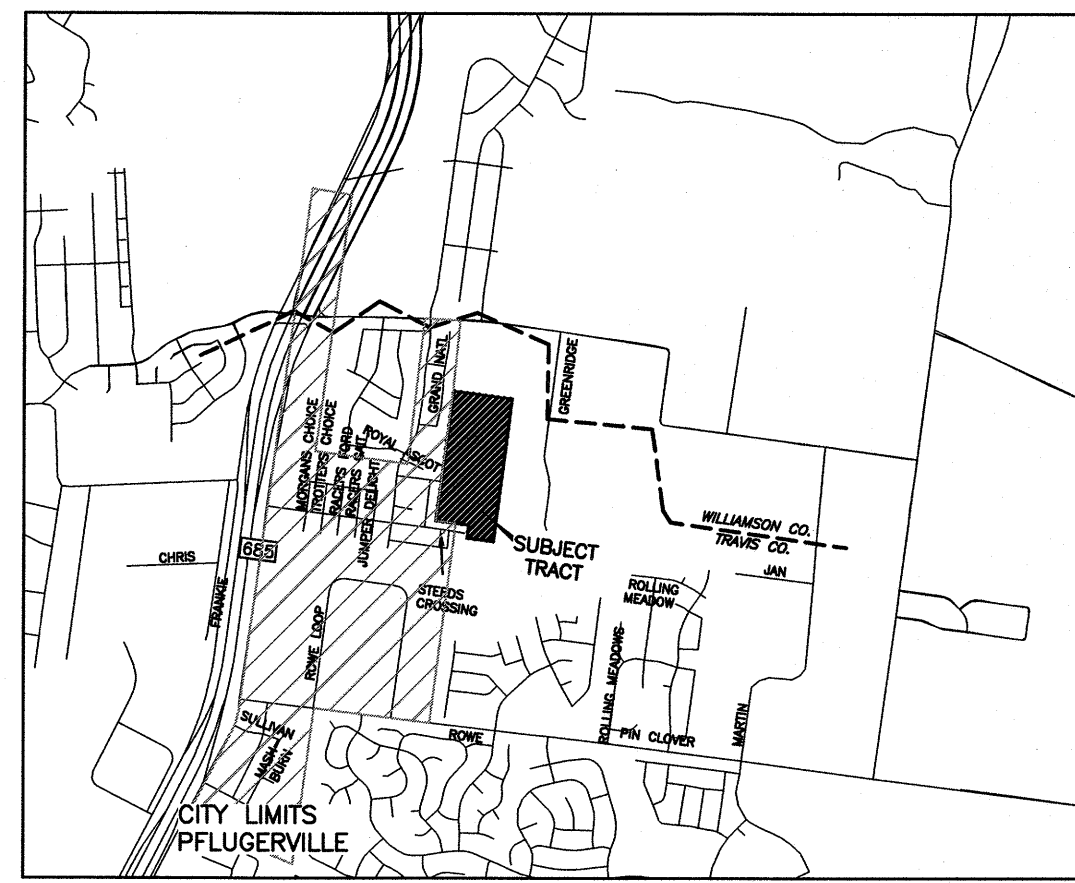 GRAND NATL
GREENRIDGE
MORGANS CHOICE
TROTTERS CHOICE
RACERS FORD
RACERS GAIT
JUMPER DELIGHT
ROYAL ASCOT
WILLIAMSON CO.
TRAVIS CO.
SUBJECT
TRACT
685
CHRIS
JAN
FRANKIE
STEEDS
CROSSING
ROLLING
MEADOW
ROWE LOOP
ROLLING MEADOWS
SULLIVAN
MASH
BURN
ROWE
PIN CLOVER
MARTIN
CITY LIMITS
PFLUGERVILLE